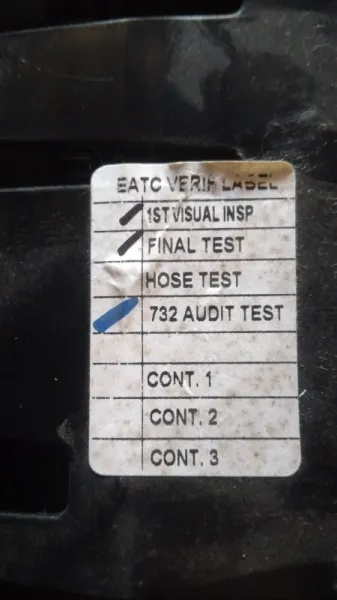 EATC VERIF LABEL
1ST VISUAL INSP
FINAL TEST
HOSE TEST
732 AUDIT TEST
CONT. 1
CONT. 2
CONT. 3